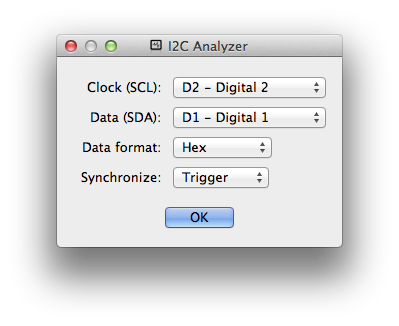 I2C Analyzer
Clock (SCL): D2 – Digital 2
Data (SDA): D1 – Digital 1
Data format: Hex
Synchronize: Trigger
OK